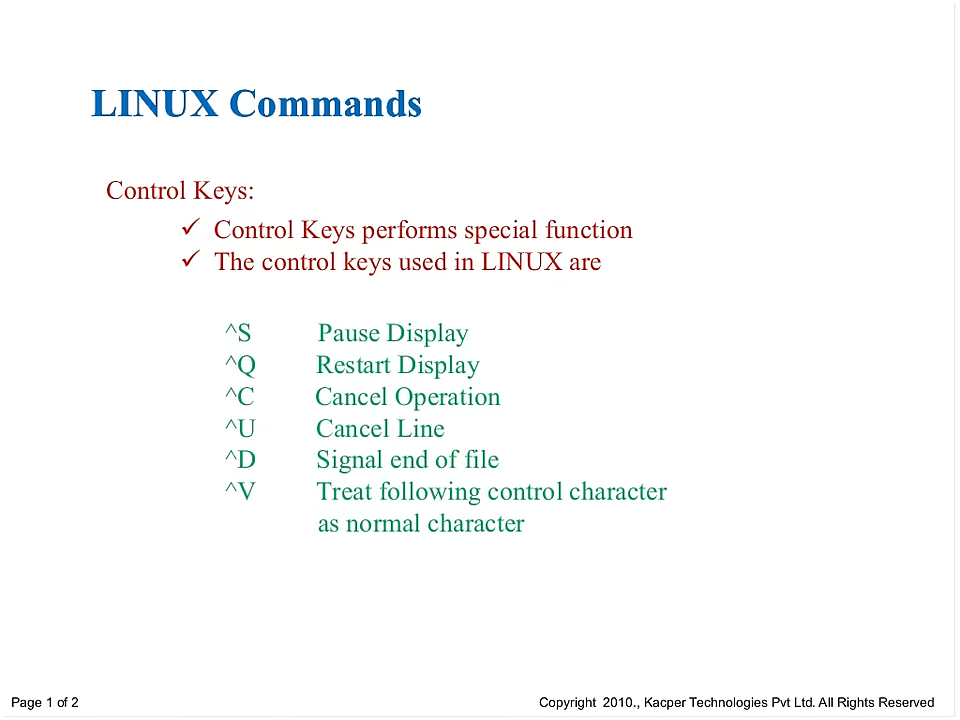 LINUX Commands
Control Keys:
✓ Control Keys performs special function
✓ The control keys used in LINUX are
^S Pause Display
^Q Restart Display
^C Cancel Operation
^U Cancel Line
^D Signal end of file
^V Treat following control character
as normal character
Page 1 of 2 Copyright 2010., Kacper Technologies Pvt Ltd. All Rights Reserved